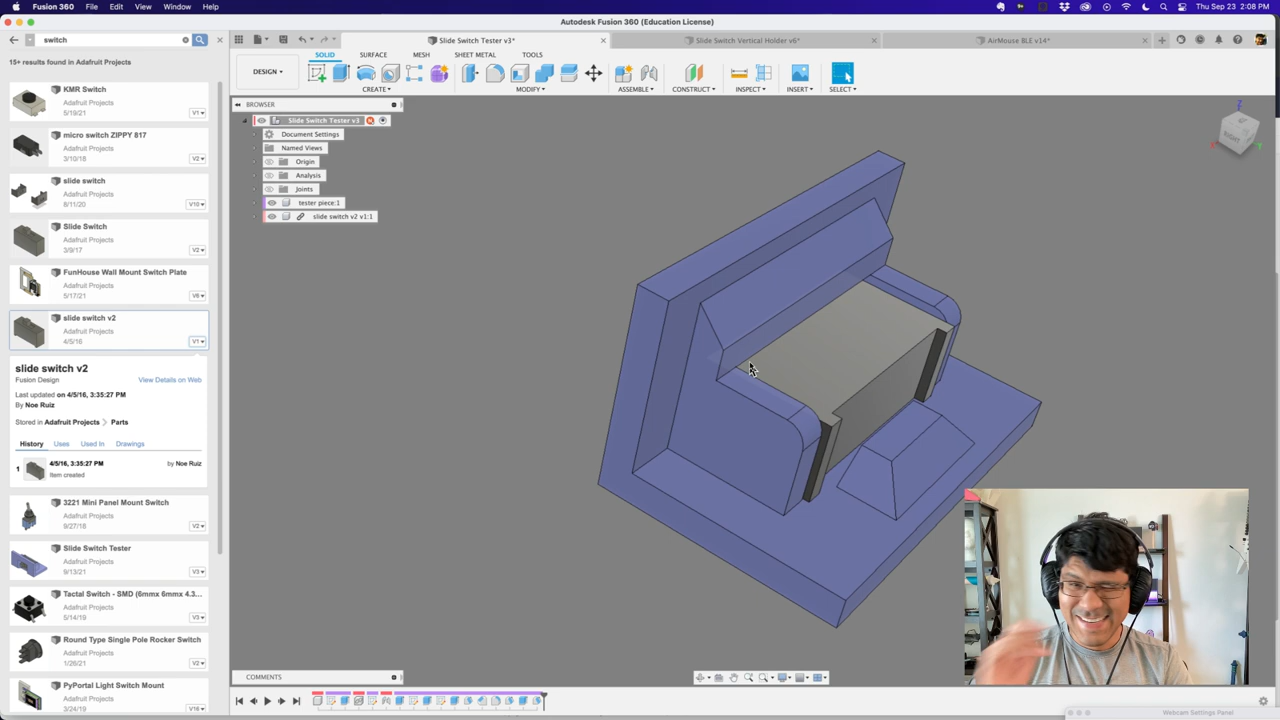 Fusion 360 File Edit View Window Help
Thu Sep 23 2:08 PM
Autodesk Fusion 360 (Education License)
switch
Slide Switch Tester v3*
Slide Switch Vertical Holder v6*
AirMouse BLE v14*
15+ results found in Adafruit Projects
SOLID SURFACE MESH SHEET METAL TOOLS
DESIGN
CREATE MODIFY ASSEMBLE CONSTRUCT INSPECT INSERT SELECT
KMR Switch
Adafruit Projects
5/19/21 V1
micro switch ZIPPY 817
Adafruit Projects
3/10/18 V2
slide switch
Adafruit Projects
8/11/20 V10
Slide Switch
Adafruit Projects
3/9/17 V2
FunHouse Wall Mount Switch Plate
Adafruit Projects
5/17/21 V6
slide switch v2
Adafruit Projects
4/5/16 V1
slide switch v2
Fusion Design View Details on Web
Last updated on 4/5/16, 3:35:27 PM
By Noe Ruiz
Stored in Adafruit Projects > Parts
History Uses Used In Drawings
1 4/5/16, 3:35:27 PM by Noe Ruiz
Item created
3221 Mini Panel Mount Switch
Adafruit Projects
9/27/18 V2
Slide Switch Tester
Adafruit Projects
9/13/21 V3
Tactal Switch - SMD (6mmx 6mmx 4.3...
Adafruit Projects
5/14/19 V3
Round Type Single Pole Rocker Switch
Adafruit Projects
1/26/21 V2
PyPortal Light Switch Mount
Adafruit Projects
3/24/19 V16
BROWSER
Slide Switch Tester v3
Document Settings
Named Views
Origin
Analysis
Joints
tester piece:1
slide switch v2 v1:1
Z
RIGHT
X
Y
COMMENTS
Webcam Settings Panel